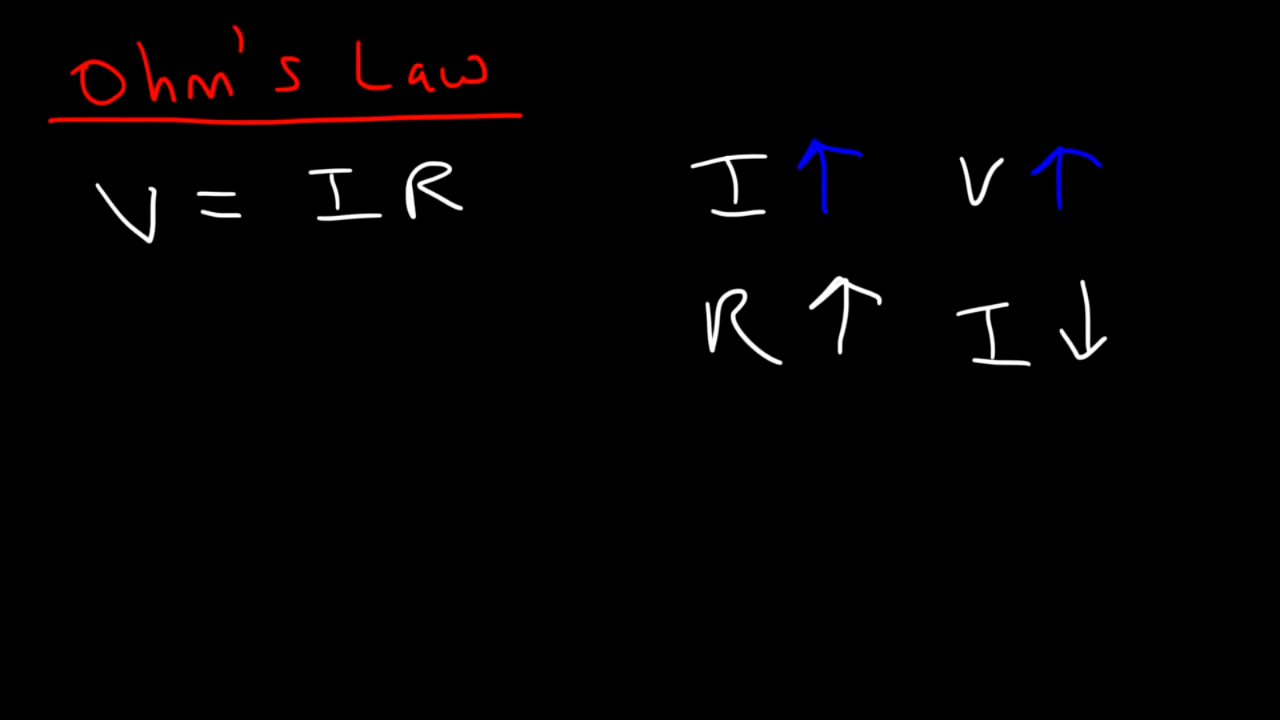 Ohm's Law
V = IR
I ↑ V ↑
R ↑ I ↓